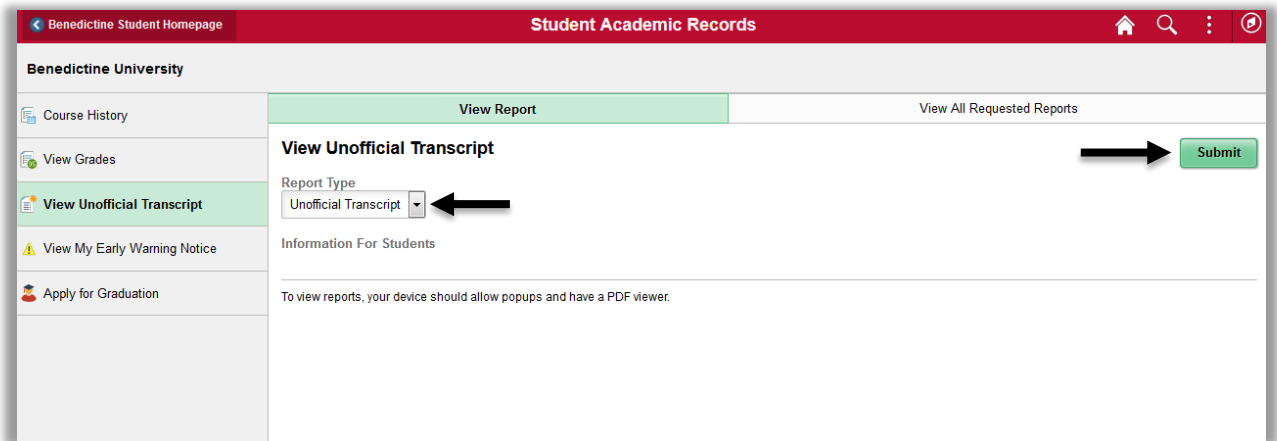 Benedictine Student Homepage
Student Academic Records
Benedictine University
Course History
View Grades
View Unofficial Transcript
View My Early Warning Notice
Apply for Graduation
View Report
View All Requested Reports
View Unofficial Transcript
Submit
Report Type
Unofficial Transcript
Information For Students
To view reports, your device should allow popups and have a PDF viewer.